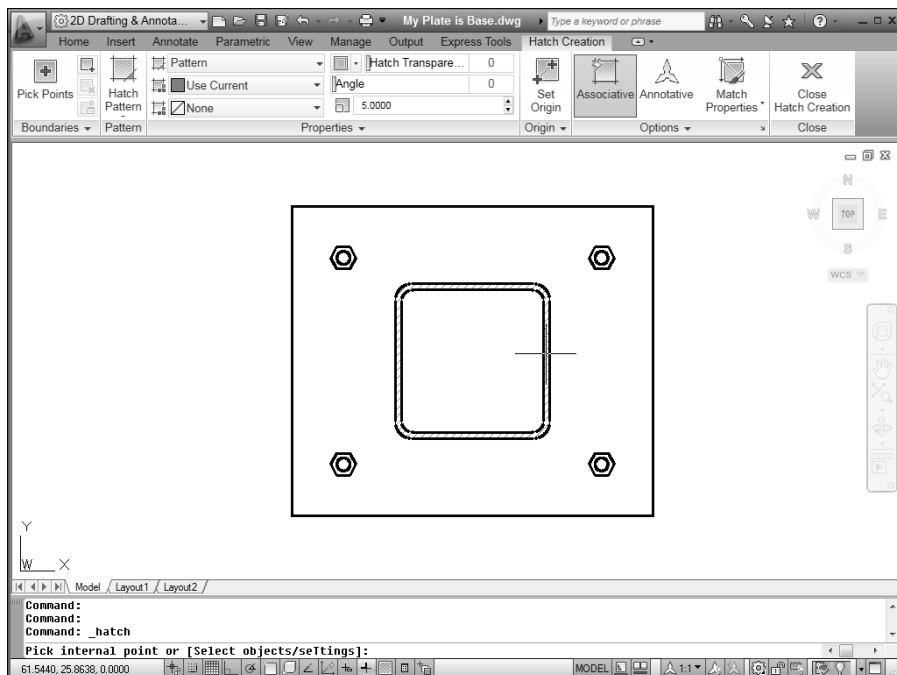 2D Drafting & Annota... My Plate is Base.dwg Type a keyword or phrase
Home Insert Annotate Parametric View Manage Output Express Tools Hatch Creation
Pattern Hatch Transpare... 0
Use Current Angle 0
None 5.0000
Pick Points
Hatch
Pattern
Set
Origin
Associative
Annotative
Match
Properties
Close
Hatch Creation
Boundaries Pattern Properties Origin Options Close
N
W TOP E
S
WCS
Y
W X
Model Layout1 Layout2
Command:
Command:
Command: _hatch
Pick internal point or [Select objects/seTtings]:
61.5440, 25.8638, 0.0000 MODEL 1:1